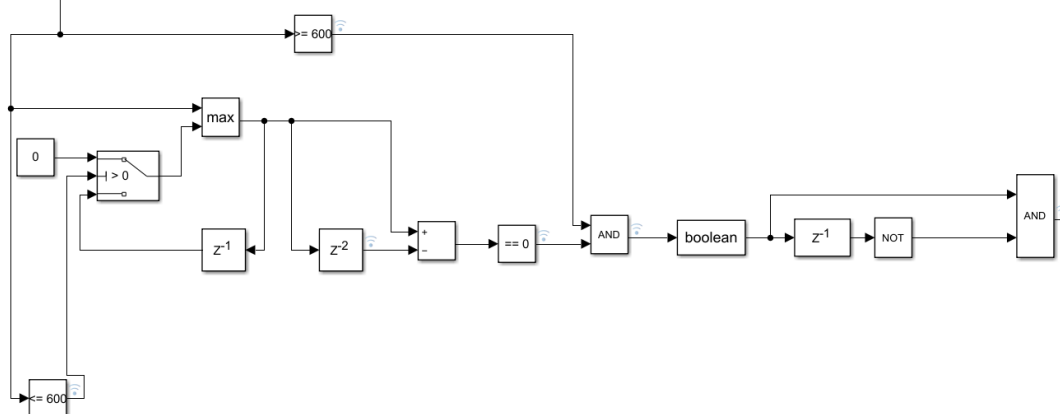 >= 600
max
0
> 0
+
−
z-1
z-2
== 0
AND
boolean
z-1
NOT
AND
<= 600